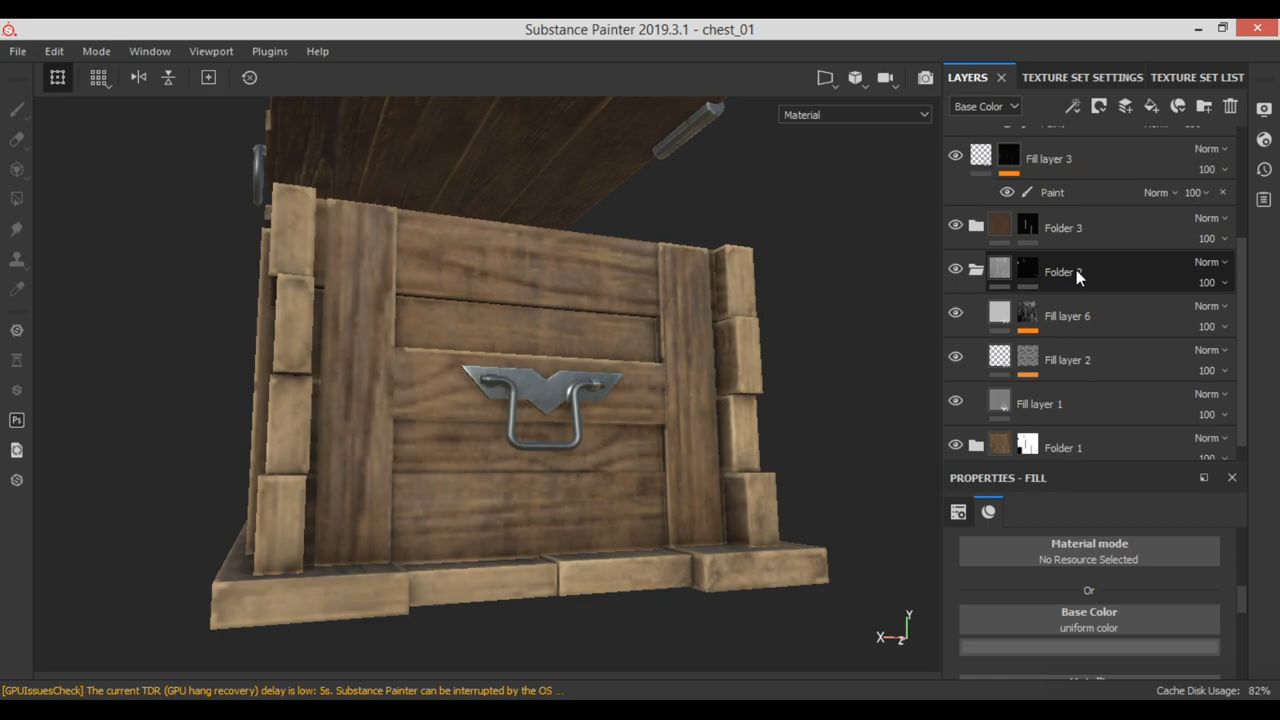 Substance Painter 2019.3.1 - chest_01
File Edit Mode Window Viewport Plugins Help
LAYERS TEXTURE SET SETTINGS TEXTURE SET LIST
Base Color
Material
Norm
Fill layer 3
100
Paint Norm 100
Norm
Folder 3
100
Norm
Folder
100
Norm
Fill layer 6
100
Norm
Fill layer 2
100
Norm
Fill layer 1
100
Norm
Folder 1
100
PROPERTIES - FILL
Material mode
No Resource Selected
Or
Base Color
uniform color
Ps
Y
X
Z
[GPUIssuesCheck] The current TDR (GPU hang recovery) delay is low: 5s. Substance Painter can be interrupted by the OS ...
Cache Disk Usage: 82%